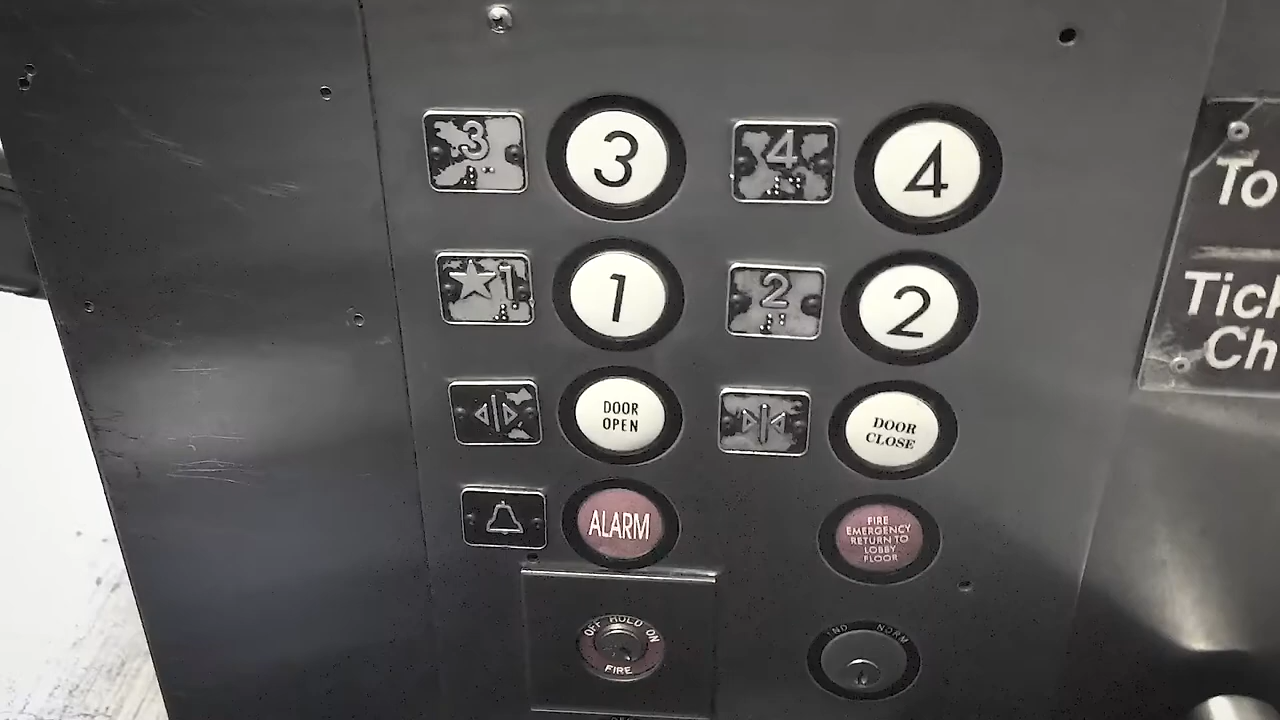 3 3 4 4
★1 1 2 2
DOOR
OPEN
DOOR
CLOSE
ALARM
FIRE
EMERGENCY
RETURN TO
LOBBY
FLOOR
OFF HOLD ON
FIRE
IND NORM
To
Tick
Ch